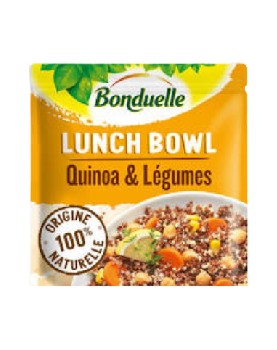 Bonduelle
LUNCH BOWL
Quinoa & Légumes
ORIGINE
100%
NATURELLE